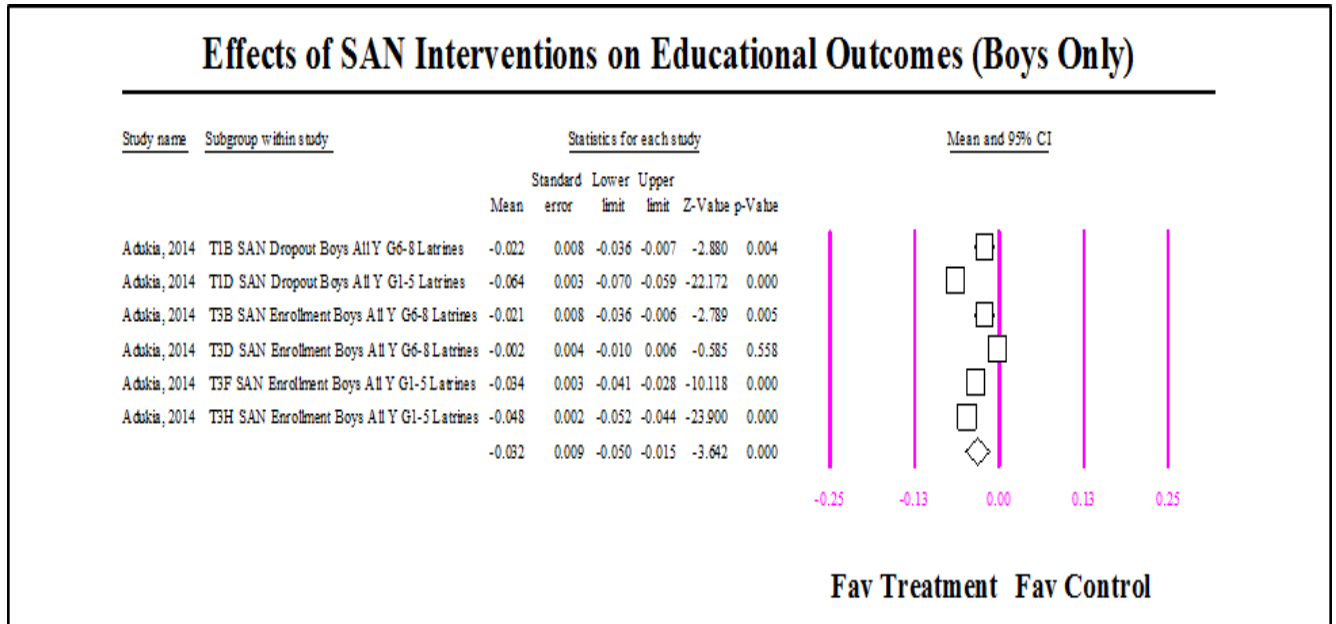 Effects of SAN Interventions on Educational Outcomes (Boys Only)
Study name Subgroup within study Statistics for each study Mean and 95% CI
Standard Lower Upper
Mean error limit limit Z-Value p-Value
Adukia, 2014 T1B SAN Dropout Boys All Y G6-8 Latrines -0.022 0.008 -0.036 -0.007 -2.880 0.004
Adukia, 2014 T1D SAN Dropout Boys All Y G1-5 Latrines -0.064 0.003 -0.070 -0.059 -22.172 0.000
Adukia, 2014 T3B SAN Enrollment Boys All Y G6-8 Latrines -0.021 0.008 -0.036 -0.006 -2.789 0.005
Adukia, 2014 T3D SAN Enrollment Boys All Y G6-8 Latrines -0.002 0.004 -0.010 0.006 -0.585 0.558
Adukia, 2014 T3F SAN Enrollment Boys All Y G1-5 Latrines -0.034 0.003 -0.041 -0.028 -10.118 0.000
Adukia, 2014 T3H SAN Enrollment Boys All Y G1-5 Latrines -0.048 0.002 -0.052 -0.044 -23.900 0.000
-0.032 0.009 -0.050 -0.015 -3.642 0.000
-0.25 -0.13 0.00 0.13 0.25
Fav Treatment Fav Control